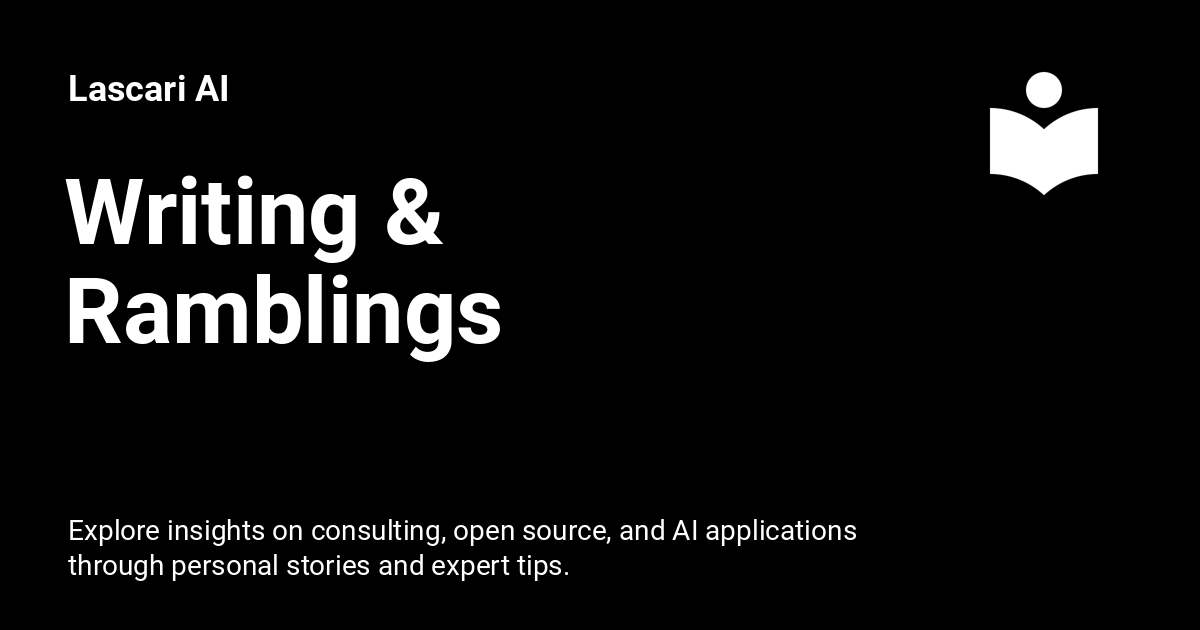 Lascari AI
Writing &
Ramblings
Explore insights on consulting, open source, and AI applications
through personal stories and expert tips.